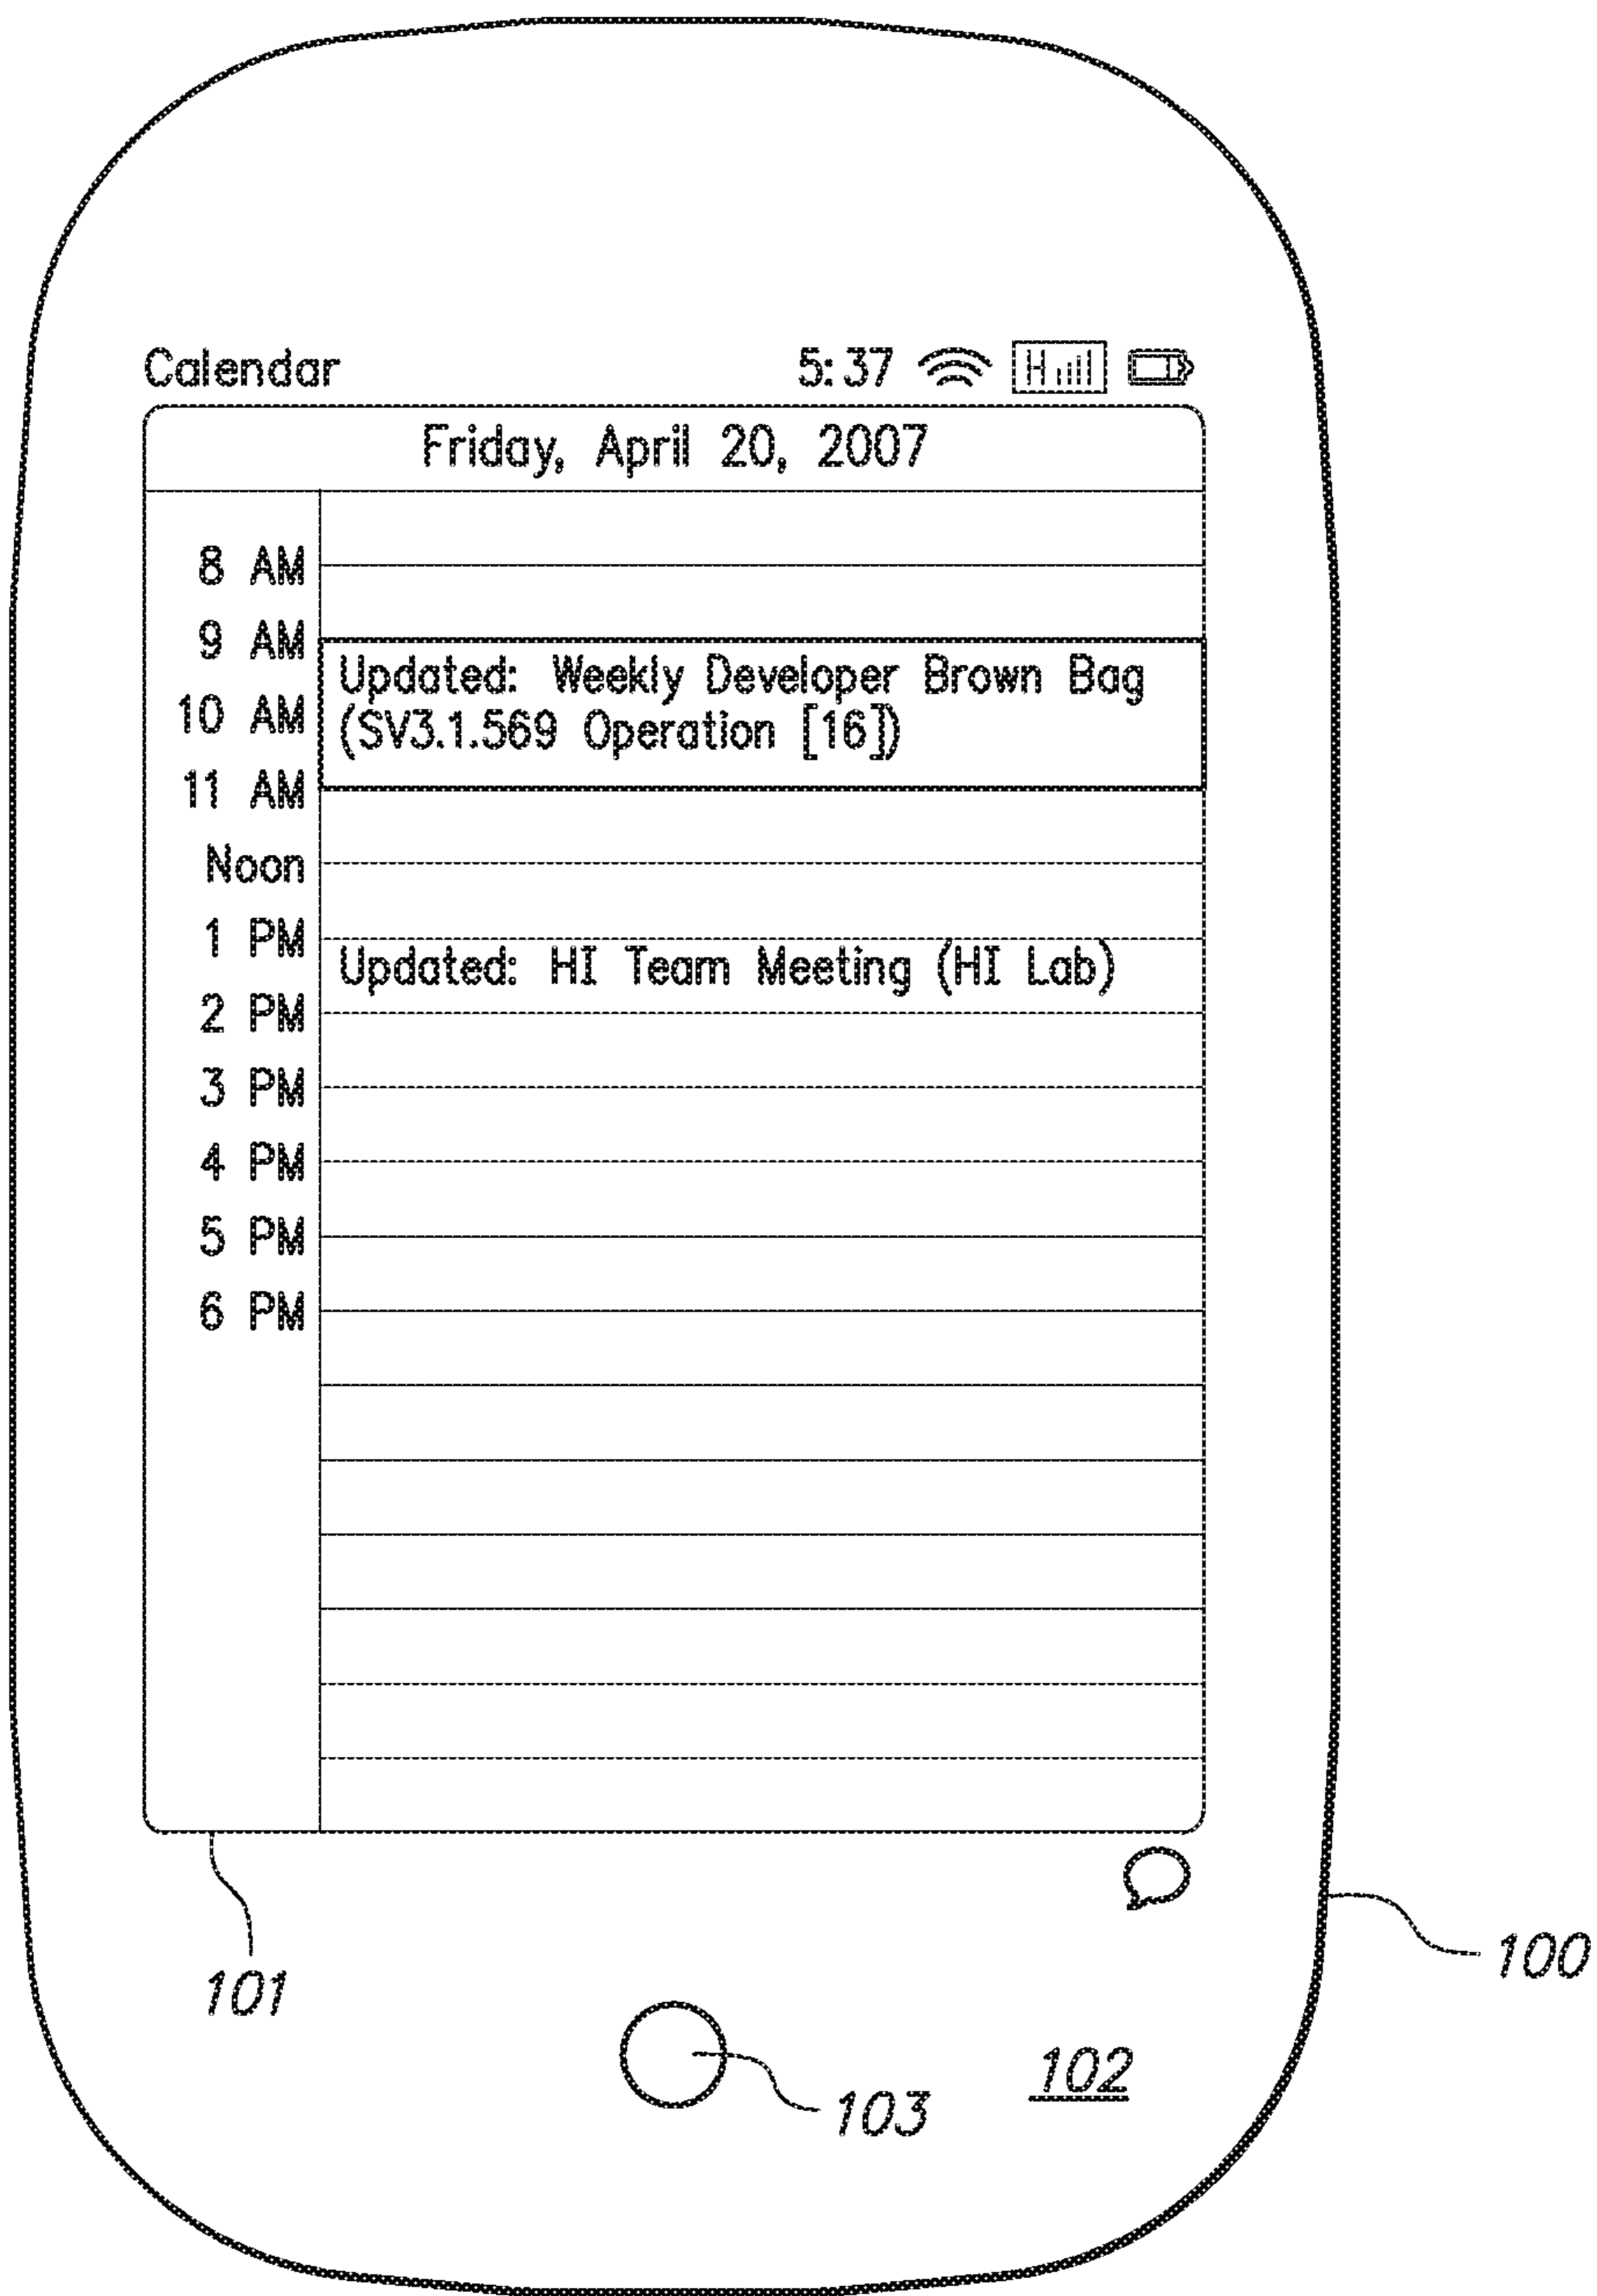 Calendar 5:37 H
Friday, April 20, 2007
8 AM
9 AM
Updated: Weekly Developer Brown Bag
10 AM
(SV3.1.569 Operation [16])
11 AM
Noon
1 PM
Updated: HI Team Meeting (HI Lab)
2 PM
3 PM
4 PM
5 PM
6 PM
100
101
102
103